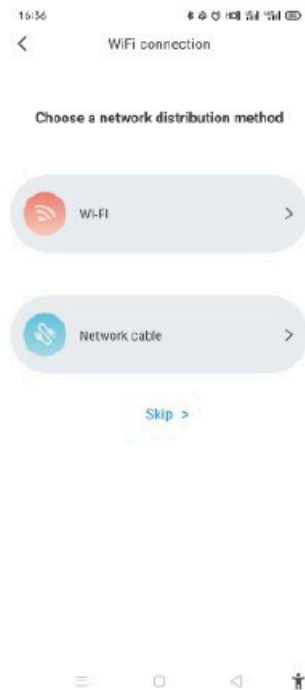 16:36
WiFi connection
Choose a network distribution method
WI-FI
Network cable
Skip >